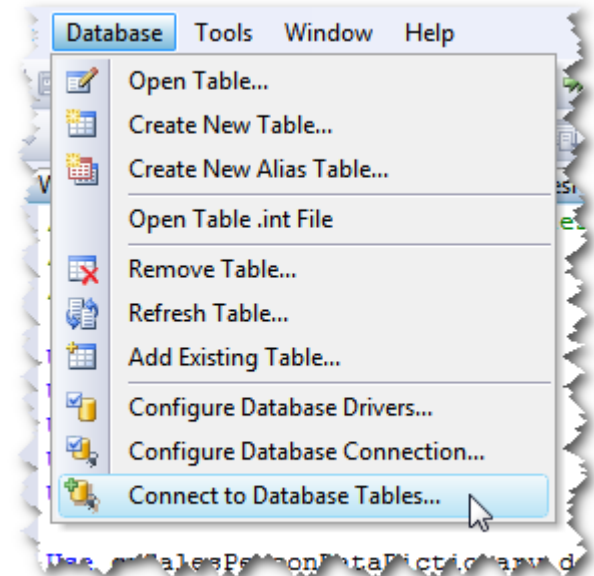 Database Tools Window Help
Open Table...
Create New Table...
Create New Alias Table...
Open Table .int File
Remove Table...
Refresh Table...
Add Existing Table...
Configure Database Drivers...
Configure Database Connection...
Connect to Database Tables...
Use